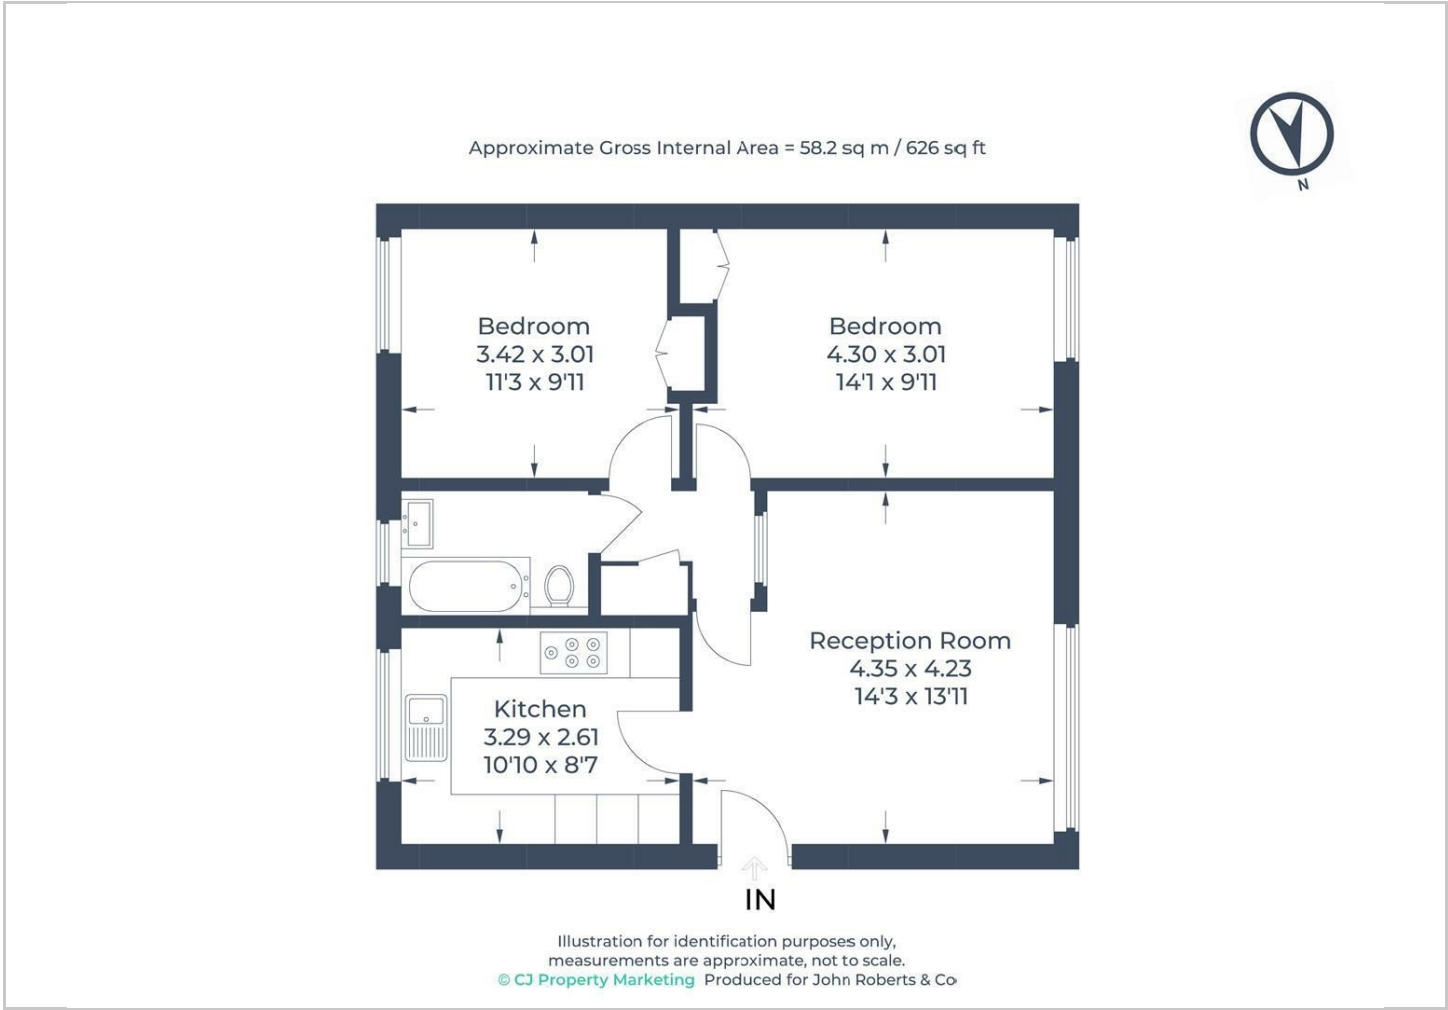 Approximate Gross Internal Area = 58.2 sq m / 626 sq ft
N
Bedroom
3.42 x 3.01
11'3 x 9'11
Bedroom
4.30 x 3.01
14'1 x 9'11
Reception Room
4.35 x 4.23
14'3 x 13'11
Kitchen
3.29 x 2.61
10'10 x 8'7
IN
Illustration for identification purposes only,
measurements are approximate, not to scale.
© CJ Property Marketing Produced for John Roberts & Co